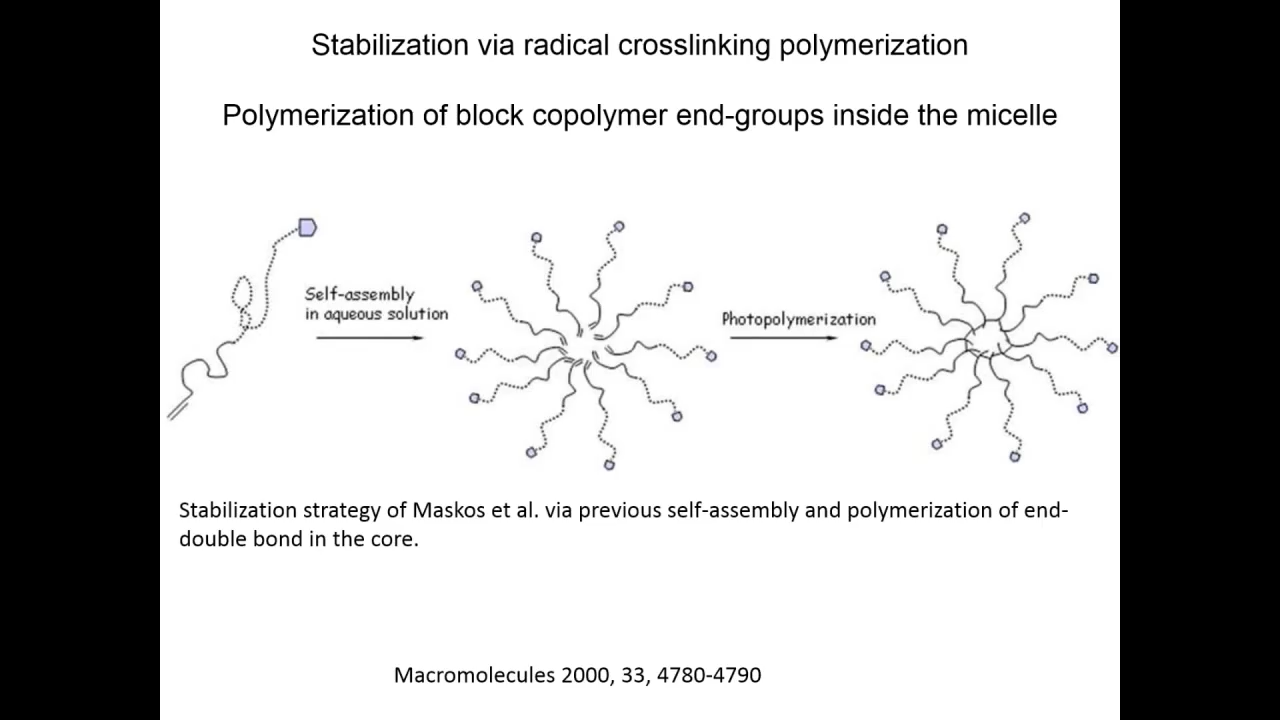 Stabilization via radical crosslinking polymerization
Polymerization of block copolymer end-groups inside the micelle
Self-assembly
in aqueous solution
Photopolymerization
Stabilization strategy of Maskos et al. via previous self-assembly and polymerization of end-
double bond in the core.
Macromolecules 2000, 33, 4780-4790